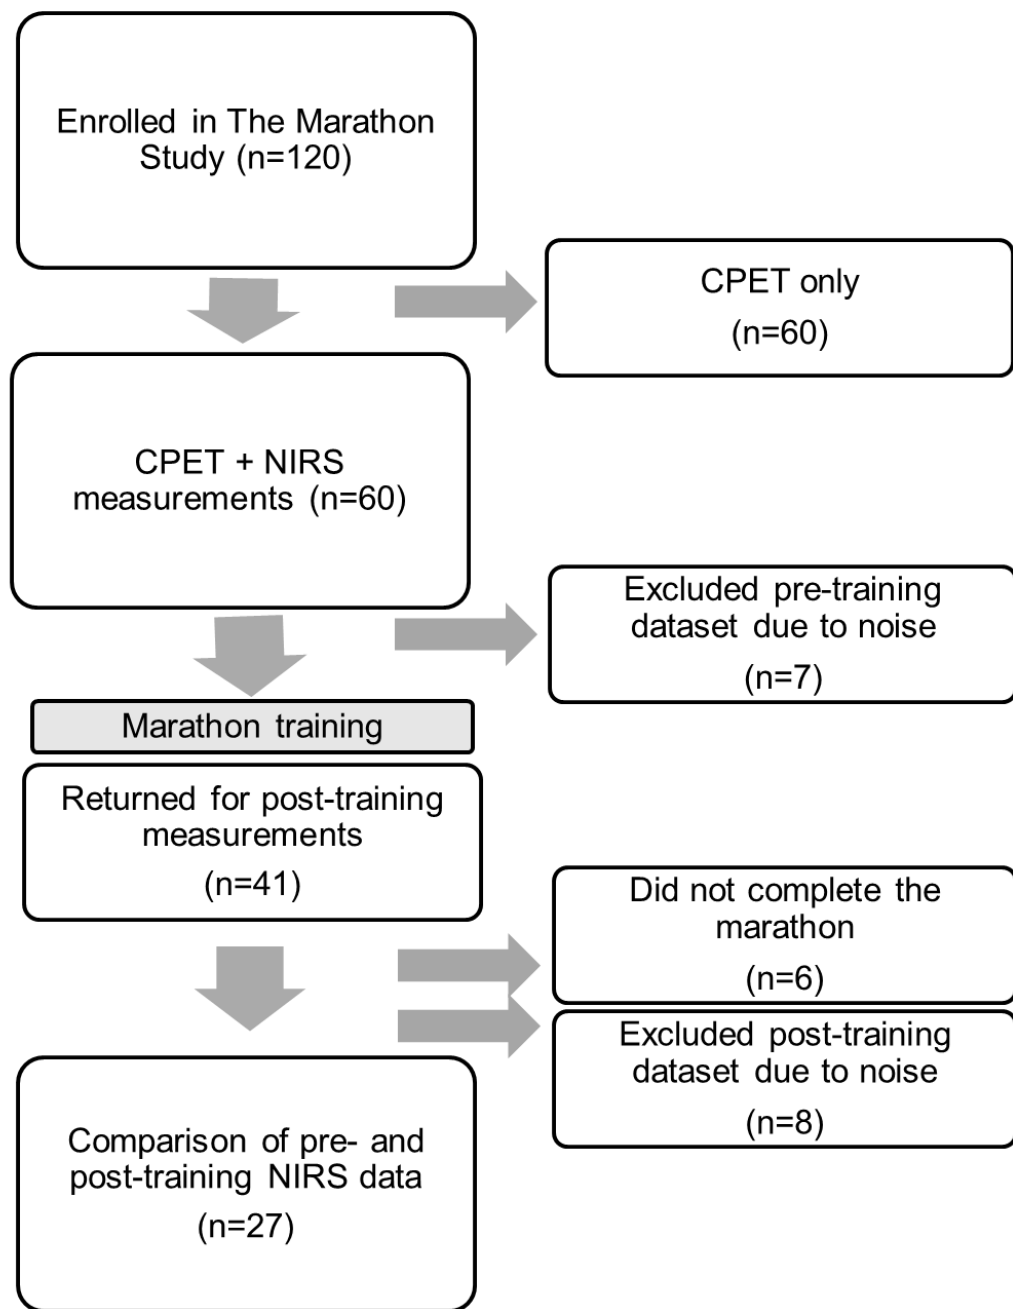 Enrolled in The Marathon
Study (n=120)
CPET only
(n=60)
CPET + NIRS
measurements (n=60)
Excluded pre-training
dataset due to noise
(n=7)
Marathon training
Returned for post-training
measurements
(n=41)
Did not complete the
marathon
(n=6)
Excluded post-training
dataset due to noise
(n=8)
Comparison of pre- and
post-training NIRS data
(n=27)